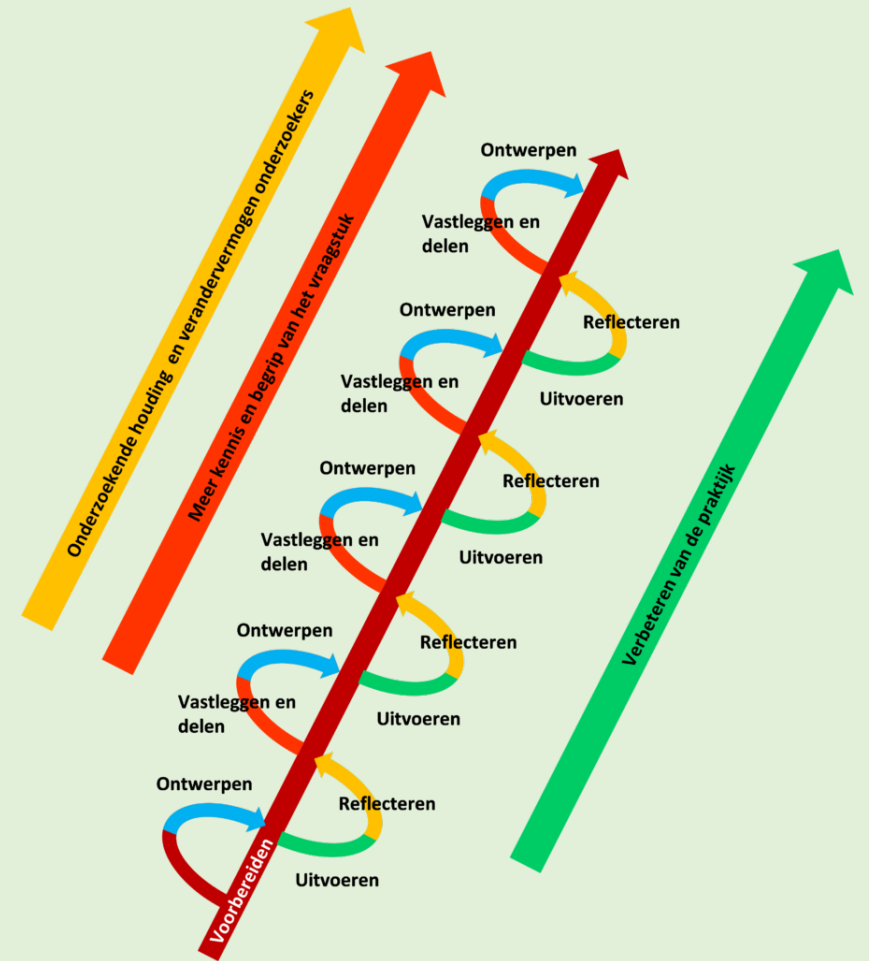 Onderzoekende houding en verandervermogen onderzoekers
Meer kennis en begrip van het vraagstuk
Ontwerpen
Vastleggen en
delen
Reflecteren
Ontwerpen
Uitvoeren
Vastleggen en
delen
Reflecteren
Ontwerpen
Uitvoeren
Vastleggen en
delen
Reflecteren
Ontwerpen
Uitvoeren
Vastleggen en
delen
Reflecteren
Ontwerpen
Uitvoeren
Voorbereiden
Verbeteren van de praktijk